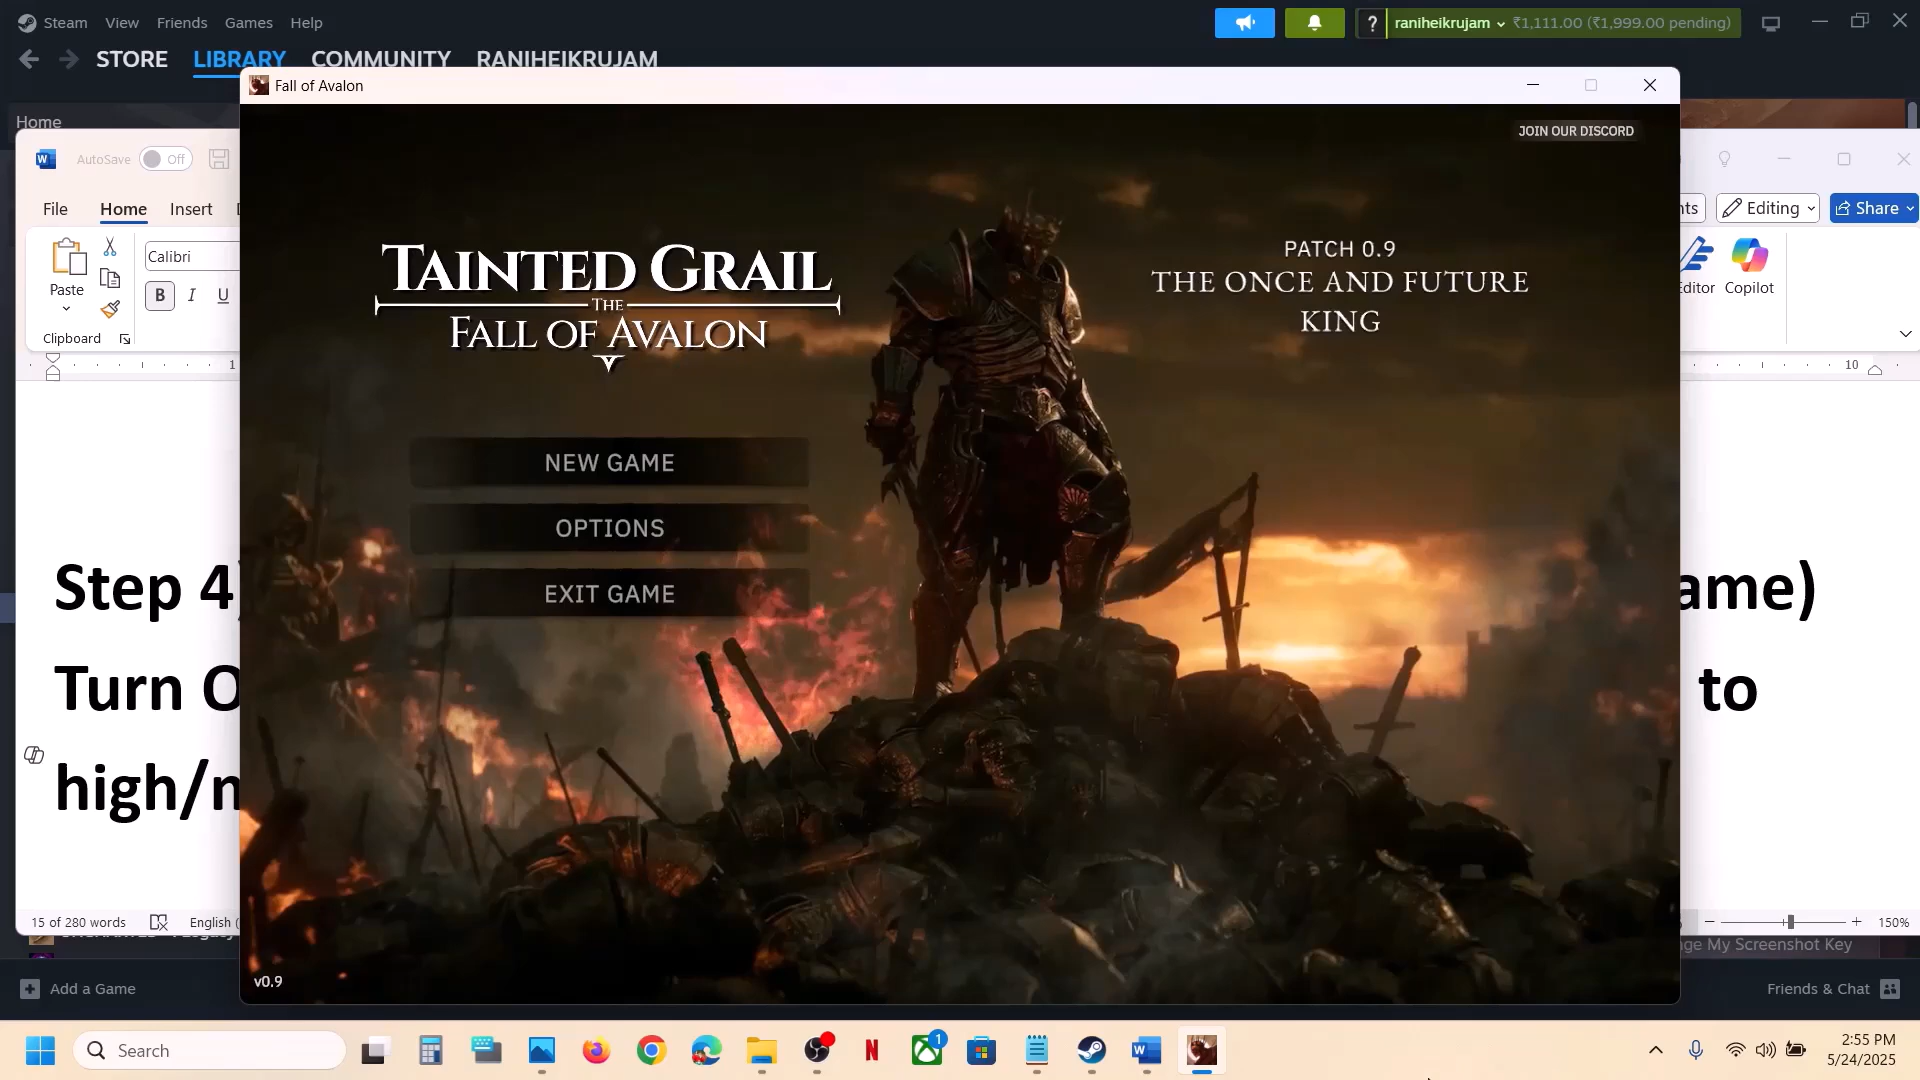 Steam View Friends Games Help
raniheikrujam ₹1,111.00 (₹1,999.00 pending)
STORE LIBRARY COMMUNITY RANIHEIKRUJAM
Fall of Avalon
Home
JOIN OUR DISCORD
AutoSave Off
File Home Insert
Editing Share
Calibri
Paste
B I U
Clipboard
Editor Copilot
TAINTED GRAIL
THE
FALL OF AVALON
PATCH 0.9
THE ONCE AND FUTURE
KING
1
10
NEW GAME
OPTIONS
EXIT GAME
Step 4
ame)
Turn O
to
high/
15 of 280 words English (
150%
ge My Screenshot Key
v0.9
Add a Game
Friends & Chat
Search
1
2:55 PM
5/24/2025